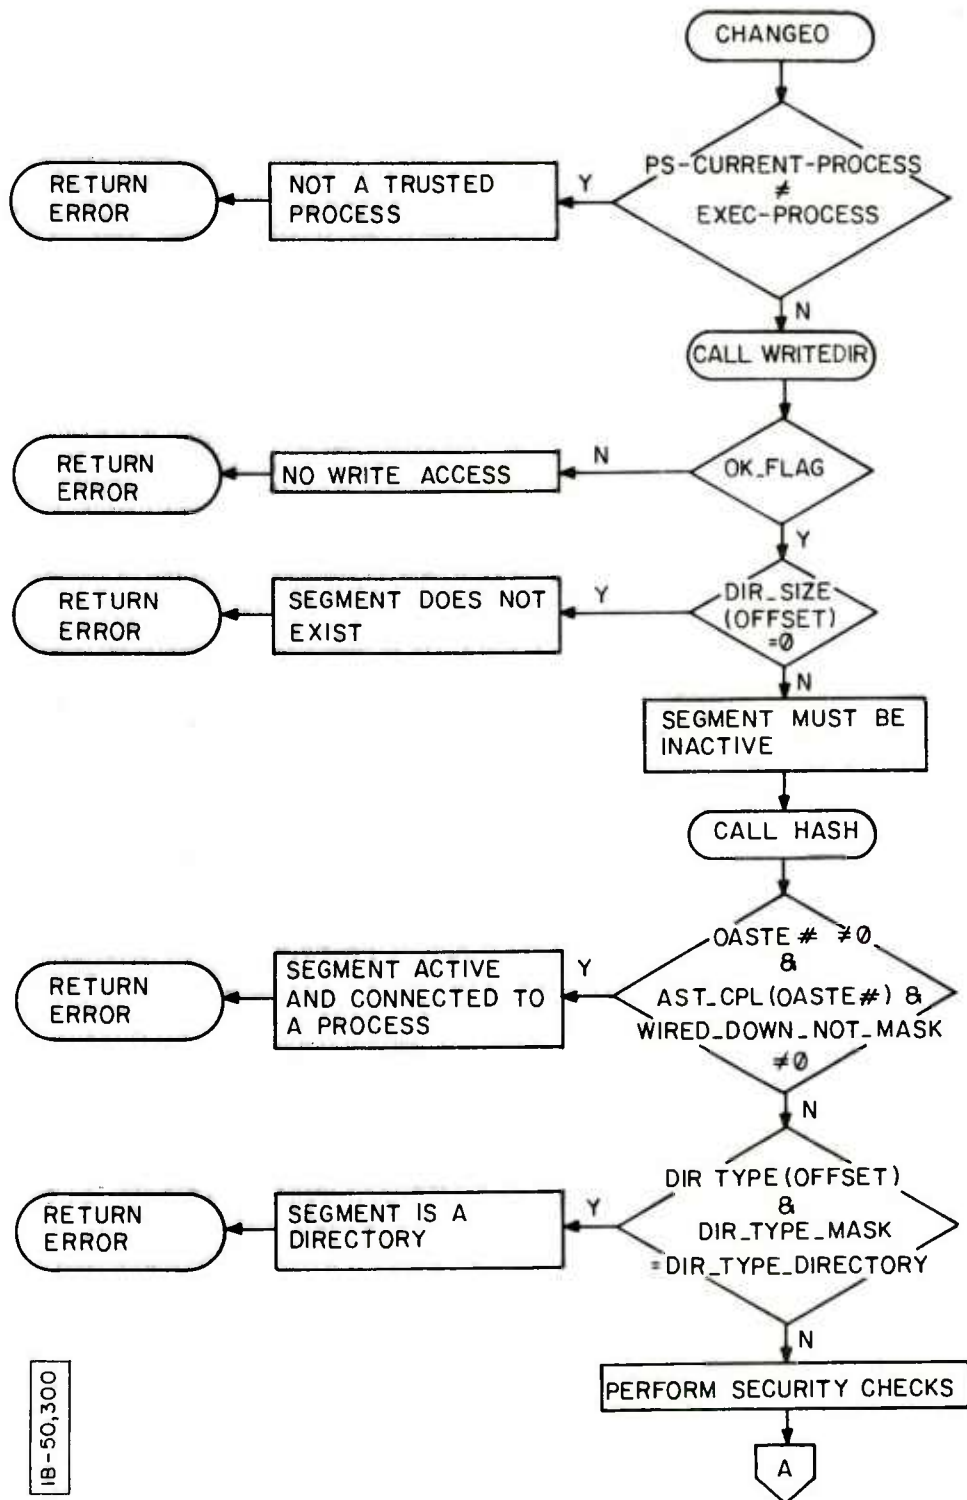 CHANGEO
PS-CURRENT-PROCESS
≠
EXEC-PROCESS
Y
NOT A TRUSTED
PROCESS
RETURN
ERROR
N
CALL WRITEDIR
OK_FLAG
N
NO WRITE ACCESS
RETURN
ERROR
Y
DIR_SIZE
(OFFSET)
=0
Y
SEGMENT DOES NOT
EXIST
RETURN
ERROR
N
SEGMENT MUST BE
INACTIVE
CALL HASH
OASTE # ≠0
&
AST_CPL(OASTE#) &
WIRED_DOWN_NOT_MASK
≠0
Y
SEGMENT ACTIVE
AND CONNECTED TO
A PROCESS
RETURN
ERROR
N
DIR TYPE(OFFSET)
&
DIR_TYPE_MASK
=DIR_TYPE_DIRECTORY
Y
SEGMENT IS A
DIRECTORY
RETURN
ERROR
N
PERFORM SECURITY CHECKS
A
IB-50,300